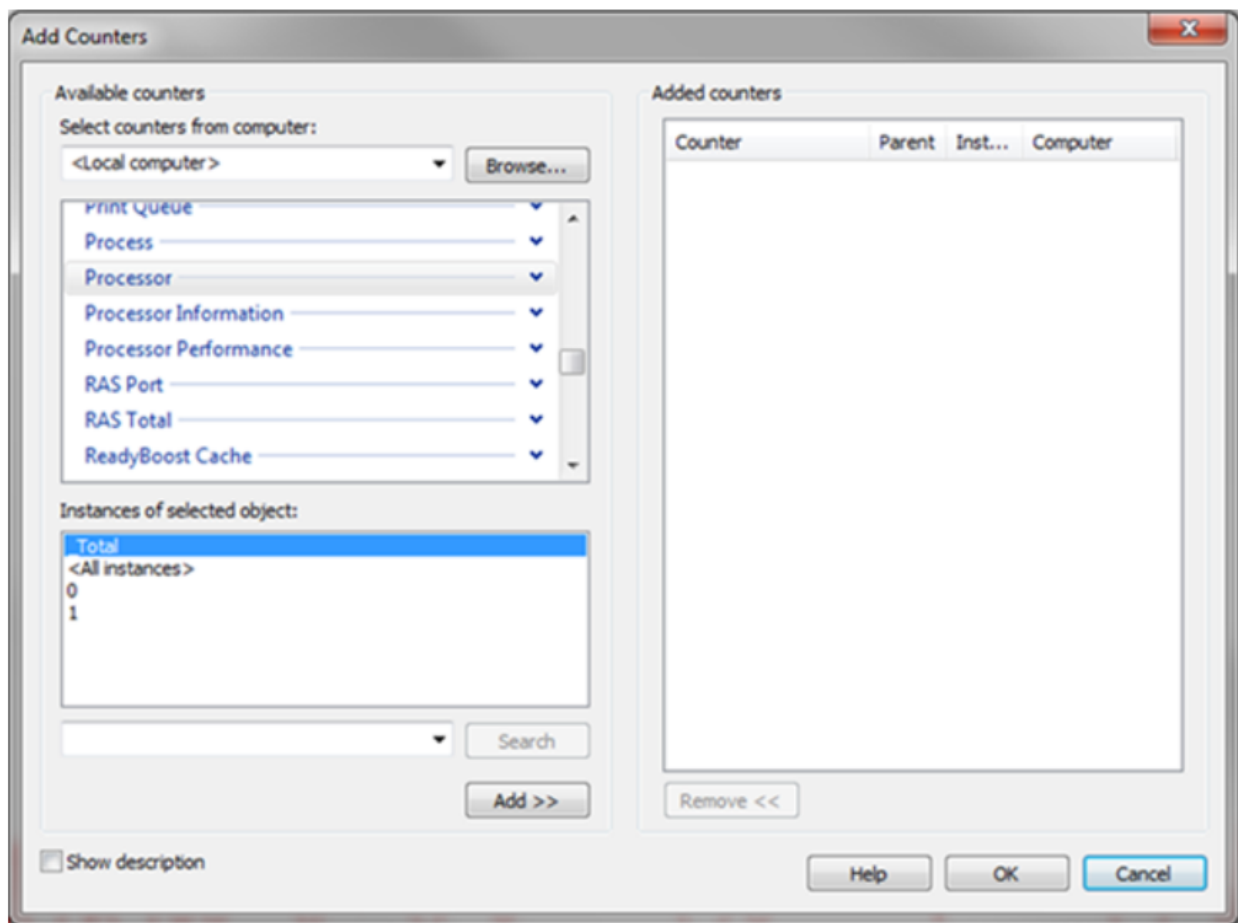 Add Counters
Available counters
Select counters from computer:
<Local computer>
Browse...
Print Queue
Process
Processor
Processor Information
Processor Performance
RAS Port
RAS Total
ReadyBoost Cache
Instances of selected object:
_Total
<All instances>
0
1
Search
Add >>
Show description
Added counters
Counter Parent Inst... Computer
Remove <<
Help OK Cancel